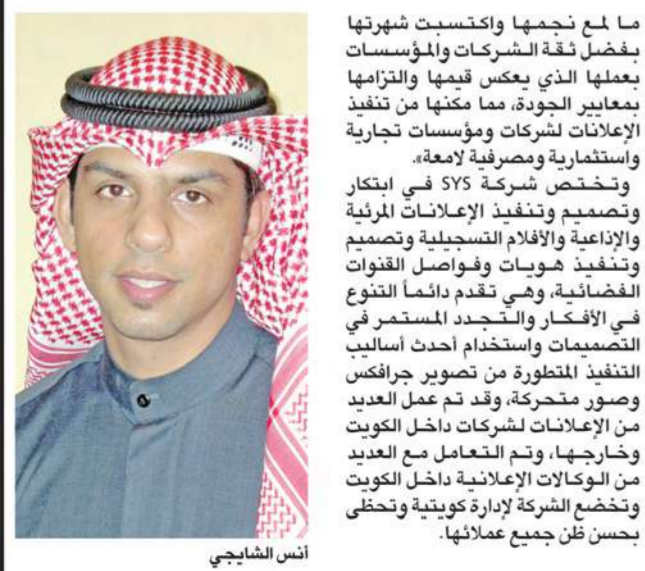 ما لمع نجمها واكتسبت شهرتها
بفضل ثقة الشركات والمؤسسات
بعملها الذي يعكس قيمها والتزامها
بمعايير الجودة، مما مكنها من تنفيذ
الإعلانات لشركات ومؤسسات تجارية
واستثمارية ومصرفية لامعة».
وتختص شركة SYS في ابتكار
وتصميم وتنفيذ الإعلانات المرئية
والإذاعية والأفلام التسجيلية وتصميم
وتنفيذ هويات وفواصل القنوات
الفضائية، وهي تقدم دائماً التنوع
في الأفكار والتجدد المستمر في
التصميمات واستخدام أحدث أساليب
التنفيذ المتطورة من تصوير جرافكس
وصور متحركة، وقد تم عمل العديد
من الإعلانات لشركات داخل الكويت
وخارجها، وتم التعامل مع العديد
من الوكالات الإعلانية داخل الكويت
وتخضع الشركة لإدارة كويتية وتحظى
بحسن ظن جميع عملائها.
أنس الشايجي